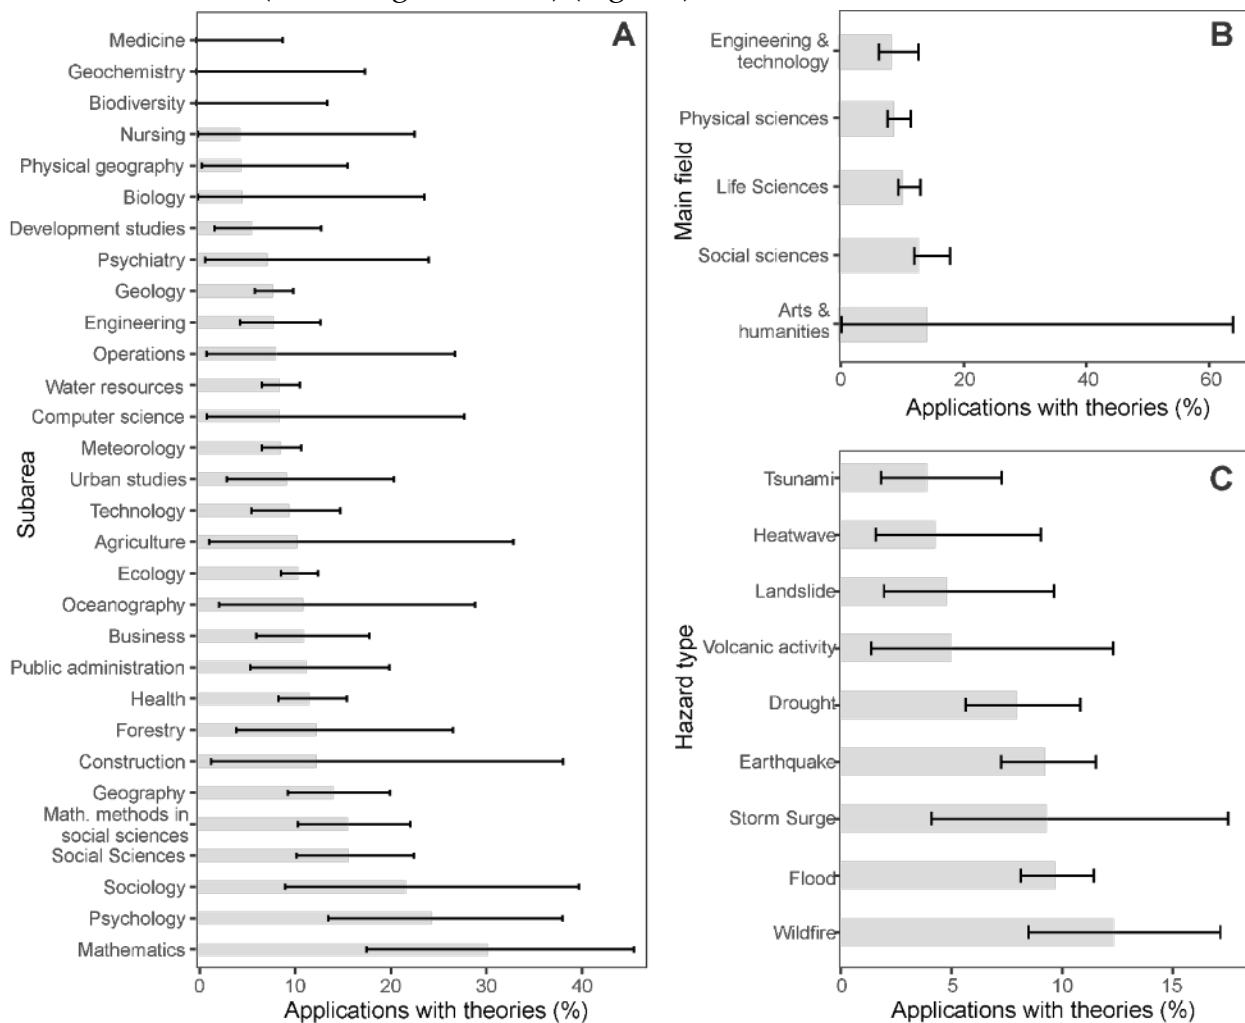 A
Medicine
Geochemistry
Biodiversity
Nursing
Physical geography
Biology
Development studies
Psychiatry
Geology
Engineering
Operations
Water resources
Computer science
Meteorology
Urban studies
Technology
Agriculture
Ecology
Oceanography
Business
Public administration
Health
Forestry
Construction
Geography
Math. methods in
social sciences
Social Sciences
Sociology
Psychology
Mathematics
Subarea
0 10 20 30 40
Applications with theories (%)
B
Engineering &
technology
Physical sciences
Life Sciences
Social sciences
Arts &
humanities
Main field
0 20 40 60
Applications with theories (%)
C
Tsunami
Heatwave
Landslide
Volcanic activity
Drought
Earthquake
Storm Surge
Flood
Wildfire
Hazard type
0 5 10 15
Applications with theories (%)